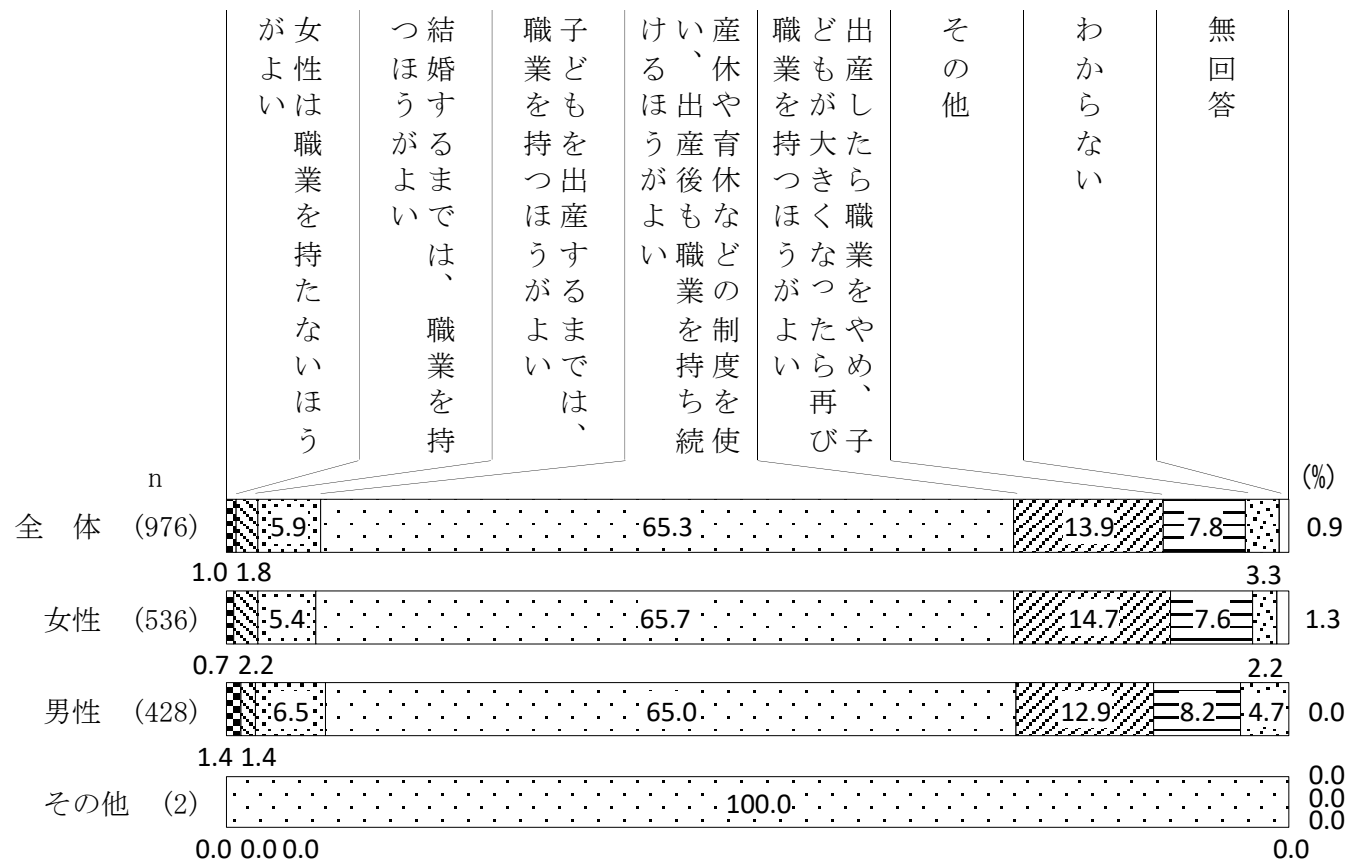 女性は職業を持たないほう
がよい
結婚するまでは、職業を持
つほうがよい
子どもを出産するまでは、
職業を持つほうがよい
産休や育休などの制度を使
い、出産後も職業を持ち続
けるほうがよい
出産したら職業をやめ、子
どもが大きくなったら再び
職業を持つほうがよい
その他
わからない
無回答
n
(%)
全 体 (976) 5.9 65.3 13.9 7.8 0.9
1.0 1.8 3.3
女性 (536) 5.4 65.7 14.7 7.6 1.3
0.7 2.2 2.2
男性 (428) 6.5 65.0 12.9 8.2 4.7 0.0
1.4 1.4
その他 (2) 100.0 0.0
0.0
0.0
0.0 0.0 0.0 0.0